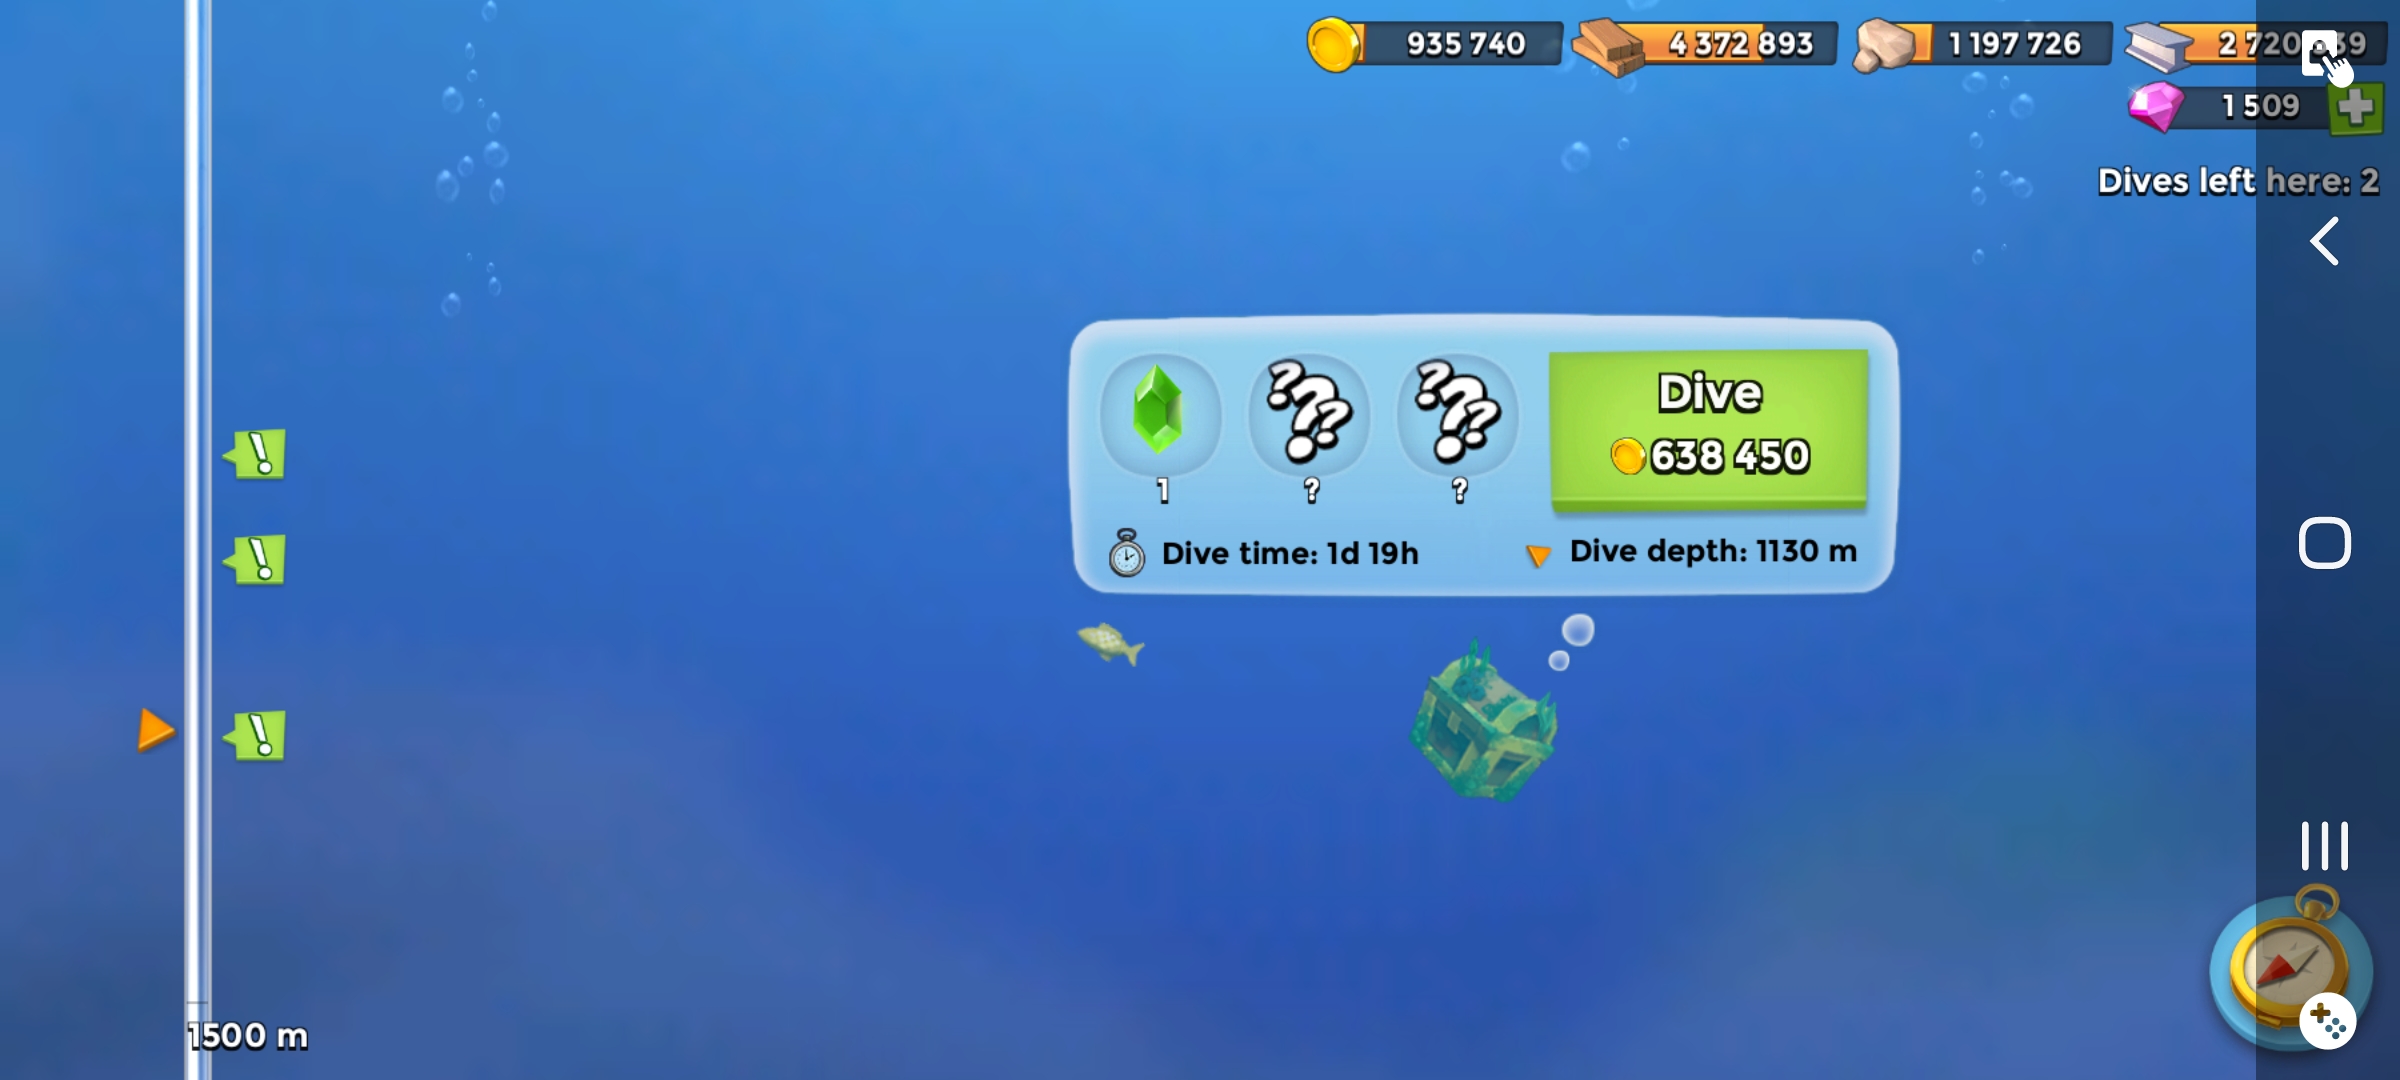 935 740
4 372 893
1 197 726
1 509
Dives left here: 2
Dive
638 450
1
?
?
Dive time: 1d 19h
Dive depth: 1130 m
1500 m